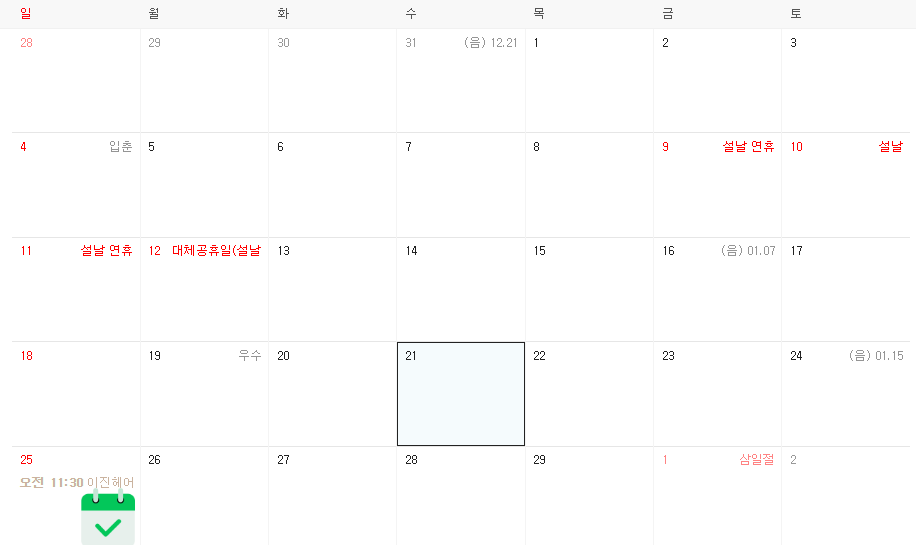 일 월 화 수 목 금 토
28 29 30 31 (음) 12.21 1 2 3
4 입춘 5 6 7 8 9 설날 연휴 10 설날
11 설날 연휴 12 대체공휴일(설날 13 14 15 16 (음) 01.07 17
18 19 우수 20 21 22 23 24 (음) 01.15
25 26 27 28 29 1 삼일절 2
오전 11:30 이진헤어